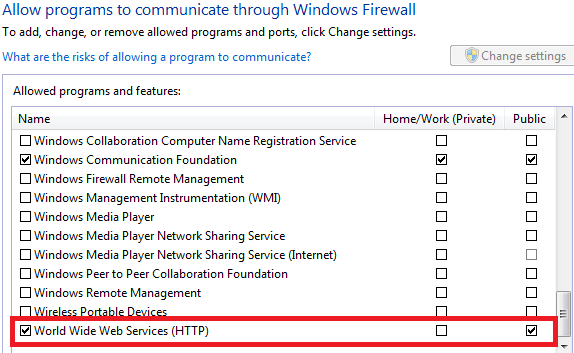 Allow programs to communicate through Windows Firewall
To add, change, or remove allowed programs and ports, click Change settings.
What are the risks of allowing a program to communicate?
Change settings
Allowed programs and features:
Name Home/Work (Private) Public
Windows Collaboration Computer Name Registration Service
Windows Communication Foundation
Windows Firewall Remote Management
Windows Management Instrumentation (WMI)
Windows Media Player
Windows Media Player Network Sharing Service
Windows Media Player Network Sharing Service (Internet)
Windows Peer to Peer Collaboration Foundation
Windows Remote Management
Wireless Portable Devices
World Wide Web Services (HTTP)